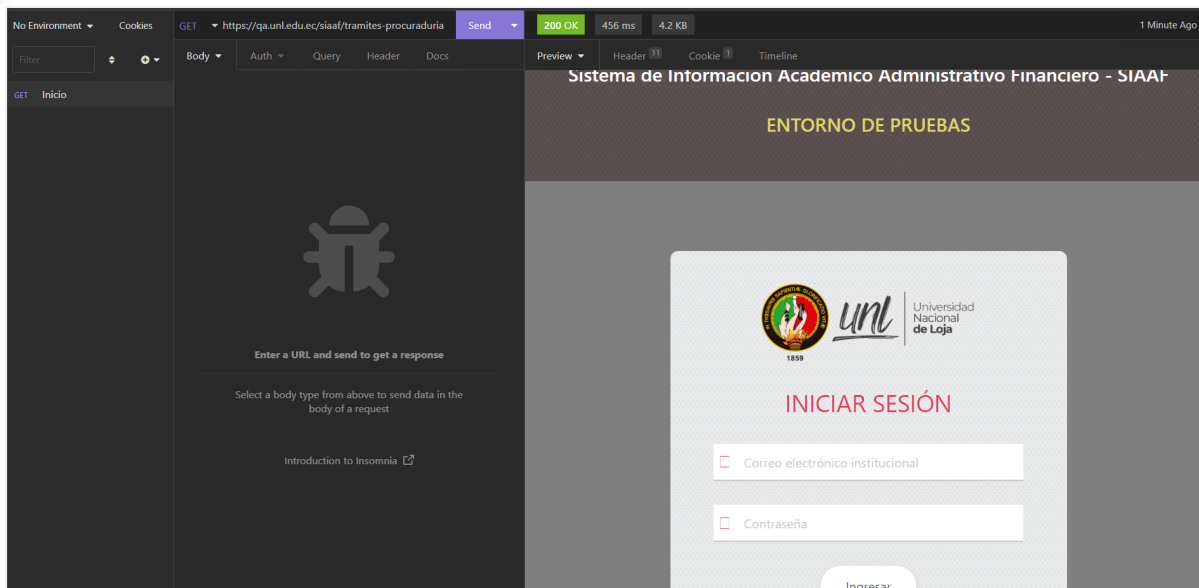 No Environment
Cookies
GET
https://qa.unl.edu.ec/siaaf/tramites-procuraduria
Send
200 OK
456 ms
4.2 KB
1 Minute Ago
Filter
Body
Auth
Query
Header
Docs
Preview
Header 11
Cookie 1
Timeline
GET Inicio
Enter a URL and send to get a response
Select a body type from above to send data in the
body of a request
Introduction to Insomnia
Sistema de Información Académico Administrativo Financiero - SIAAF
ENTORNO DE PRUEBAS
1859
unl
Universidad
Nacional
de Loja
INICIAR SESIÓN
Correo electrónico institucional
Contraseña
Ingresar